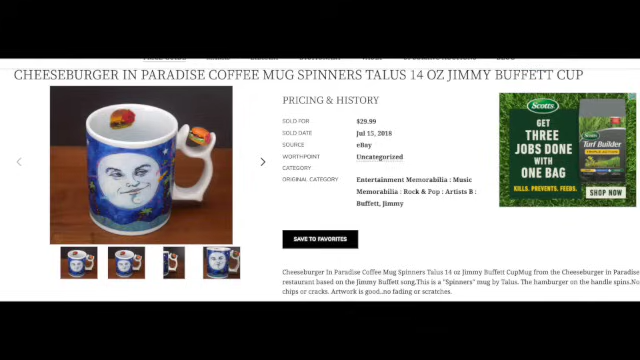 CHEESEBURGER IN PARADISE COFFEE MUG SPINNERS TALUS 14 OZ JIMMY BUFFETT CUP
PRICING & HISTORY
SOLD FOR $29.99
SOLD DATE Jul 15, 2018
SOURCE eBay
WORTHPOINT CATEGORY Uncategorized
ORIGINAL CATEGORY Entertainment Memorabilia : Music
Memorabilia : Rock & Pop : Artists B :
Buffett, Jimmy
SAVE TO FAVORITES
Scotts
GET
THREE
JOBS DONE
WITH
ONE BAG
KILLS. PREVENTS. FEEDS.
Scotts
Turf Builder
TRIPLE ACTION
SHOP NOW
Cheeseburger In Paradise Coffee Mug Spinners Talus 14 oz Jimmy Buffett CupMug from the Cheeseburger in Paradise
restaurant based on the Jimmy Buffett song.This is a "Spinners" mug by Talus. The hamburger on the handle spins.No
chips or cracks. Artwork is good..no fading or scratches.